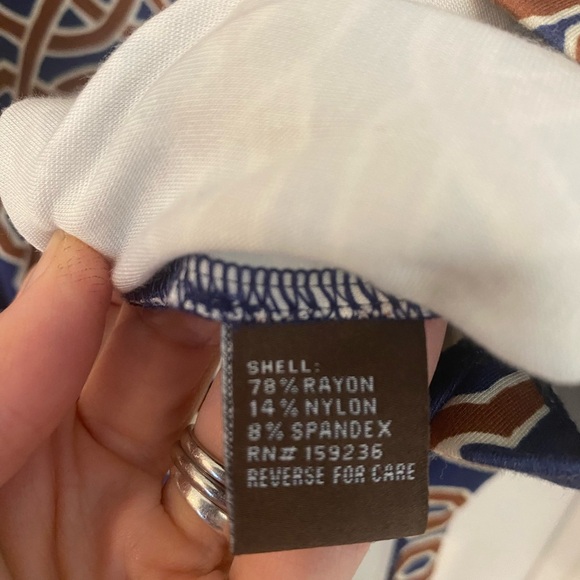 SHELL:
78% RAYON
14% NYLON
8% SPANDEX
RN# 159236
REVERSE FOR CARE